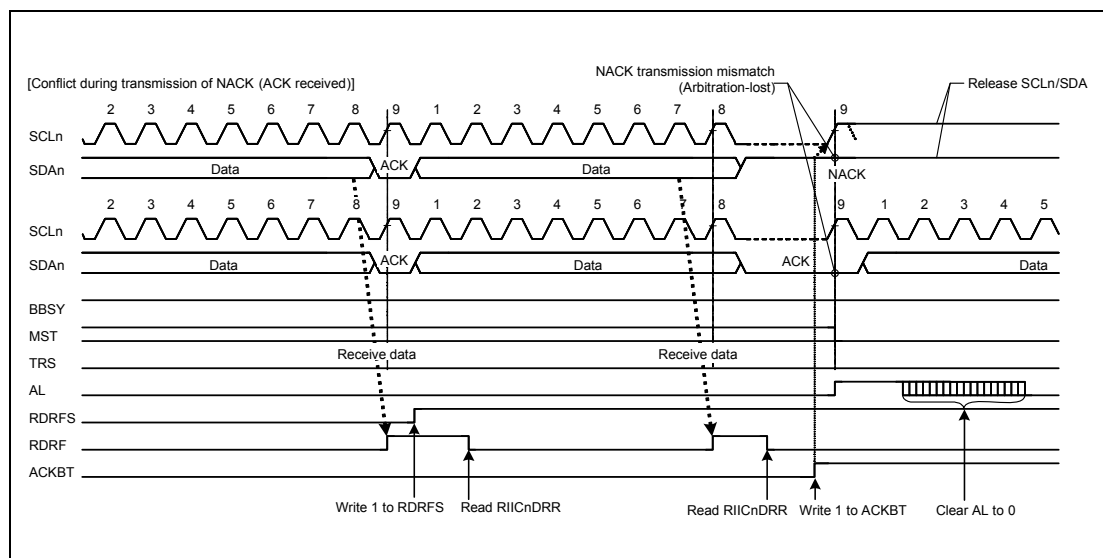 [Conflict during transmission of NACK (ACK received)]
NACK transmission mismatch
(Arbitration-lost)
Release SCLn/SDA
2 3 4 5 6 7 8 9 1 2 3 4 5 6 7 8 9
SCLn
SDAn
Data
ACK
Data
NACK
2 3 4 5 6 7 8 9 1 2 3 4 5 6 7 8 9 1 2 3 4 5
SCLn
SDAn
Data
ACK
Data
ACK
Data
BBSY
MST
TRS
Receive data
Receive data
AL
RDRFS
RDRF
ACKBT
Write 1 to RDRFS
Read RIICnDRR
Read RIICnDRR
Write 1 to ACKBT
Clear AL to 0